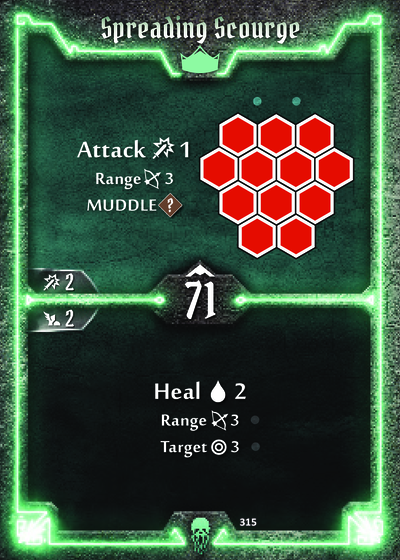 Spreading Scourge
Attack 1
Range 3
MUDDLE ?
2
71
2
Heal 2
Range 3
Target 3
315